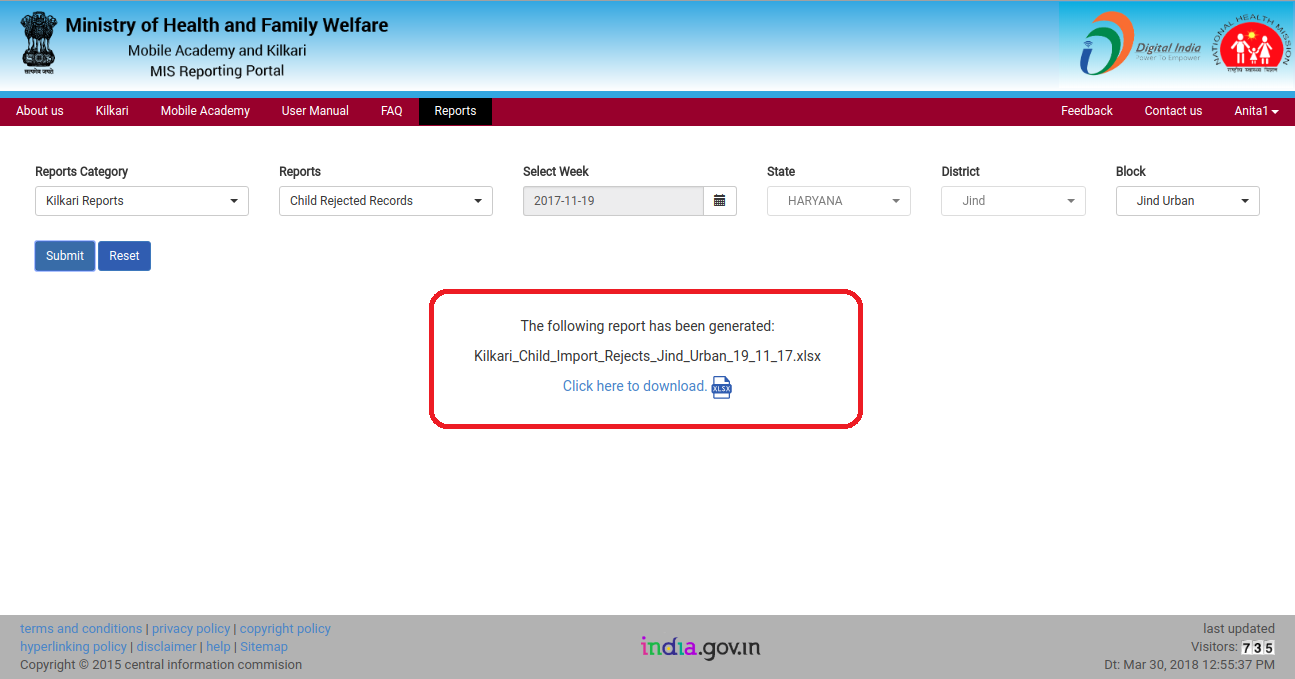 Ministry of Health and Family Welfare
Mobile Academy and Kilkari
MIS Reporting Portal
सत्यमेव जयते
Digital India
Power To Empower
NATIONAL HEALTH MISSION
राष्ट्रीय स्वास्थ्य मिशन
About us Kilkari Mobile Academy User Manual FAQ Reports Feedback Contact us Anita1
Reports Category Reports Select Week State District Block
Kilkari Reports Child Rejected Records 2017-11-19 HARYANA Jind Jind Urban
Submit Reset
The following report has been generated:
Kilkari_Child_Import_Rejects_Jind_Urban_19_11_17.xlsx
Click here to download. XLSX
terms and conditions | privacy policy | copyright policy
hyperlinking policy | disclaimer | help | Sitemap
Copyright © 2015 central information commision
india.gov.in
last updated
Visitors: 735
Dt: Mar 30, 2018 12:55:37 PM